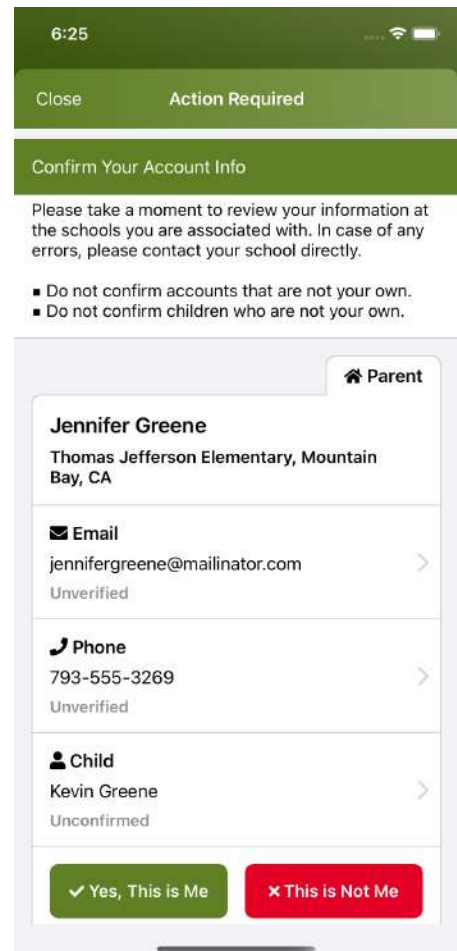 6:25
Close
Action Required
Confirm Your Account Info
Please take a moment to review your information at
the schools you are associated with. In case of any
errors, please contact your school directly.
▪ Do not confirm accounts that are not your own.
▪ Do not confirm children who are not your own.
Parent
Jennifer Greene
Thomas Jefferson Elementary, Mountain
Bay, CA
Email
jennifergreene@mailinator.com
Unverified
Phone
793-555-3269
Unverified
Child
Kevin Greene
Unconfirmed
Yes, This is Me
This is Not Me